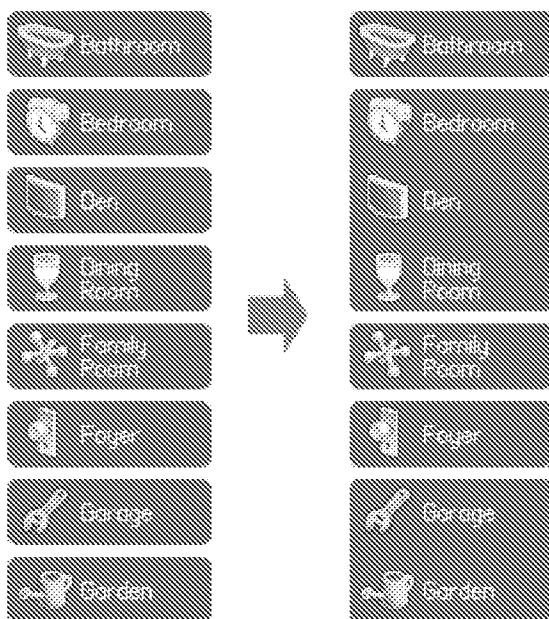 Bathroom
Bedroom
Den
Dining
Room
Family
Room
Foyer
Garage
Garden
Bathroom
Bedroom
Den
Dining
Room
Family
Room
Foyer
Garage
Garden